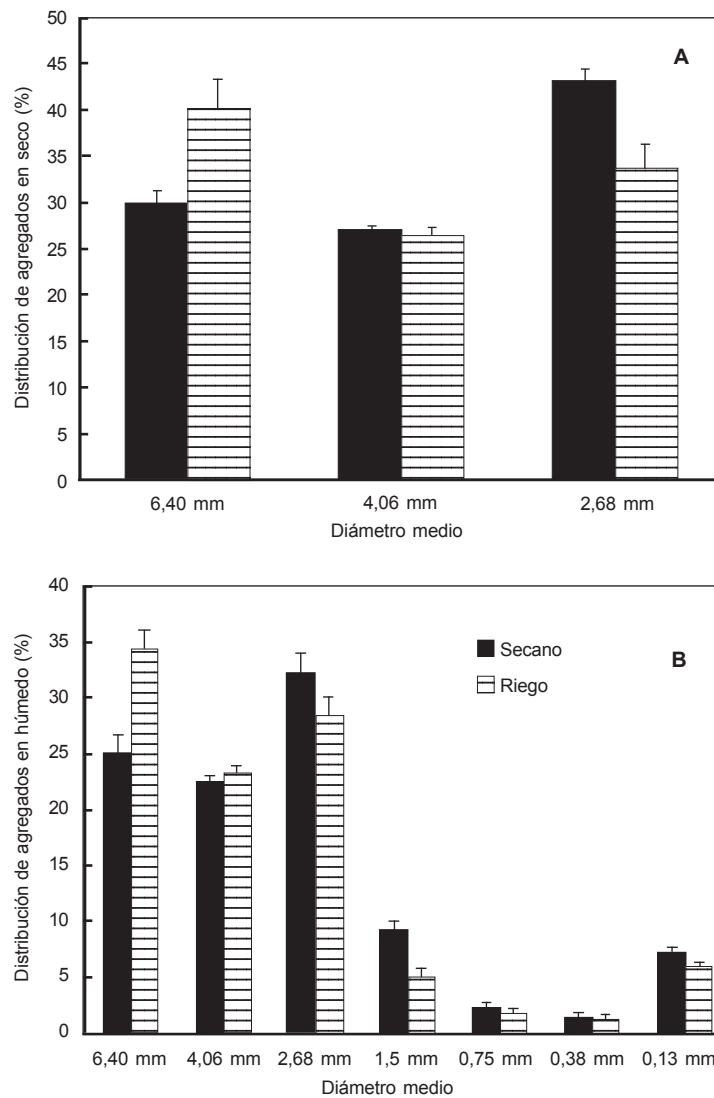 50
45
40
35
30
25
20
15
10
5
0
Distribución de agregados en seco (%)
A
6,40 mm 4,06 mm 2,68 mm
Diámetro medio
40
35
30
25
20
15
10
5
0
Distribución de agregados en húmedo (%)
Secano
Riego
B
6,40 mm 4,06 mm 2,68 mm 1,5 mm 0,75 mm 0,38 mm 0,13 mm
Diámetro medio